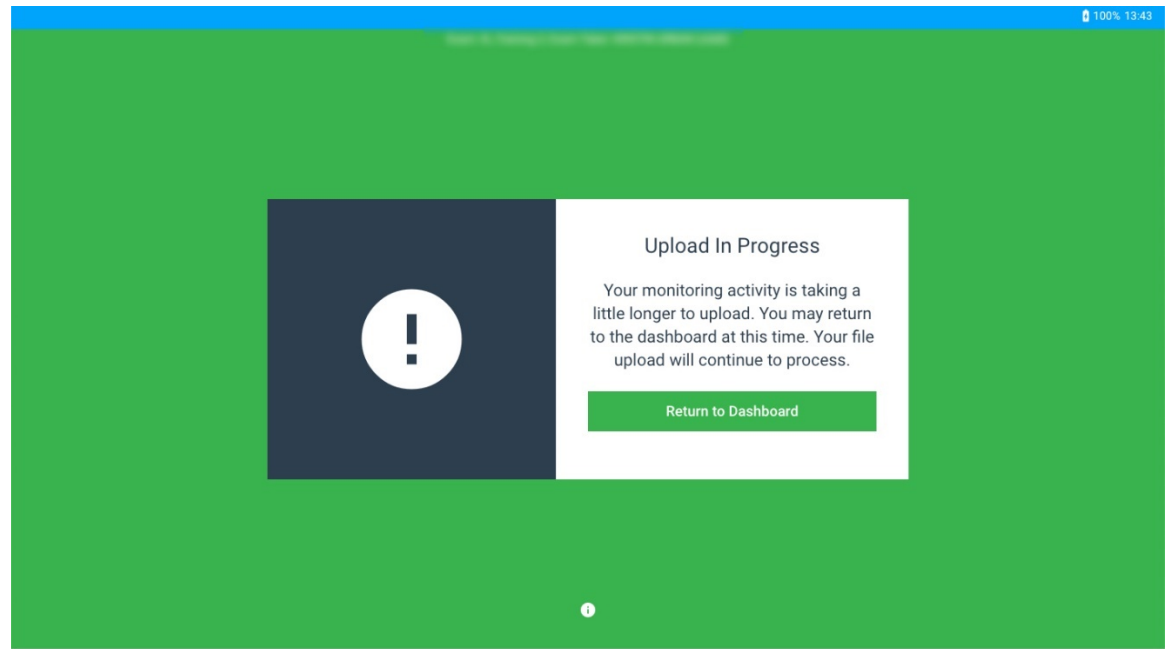 100% 13:43
Upload In Progress
Your monitoring activity is taking a
little longer to upload. You may return
to the dashboard at this time. Your file
upload will continue to process.
Return to Dashboard